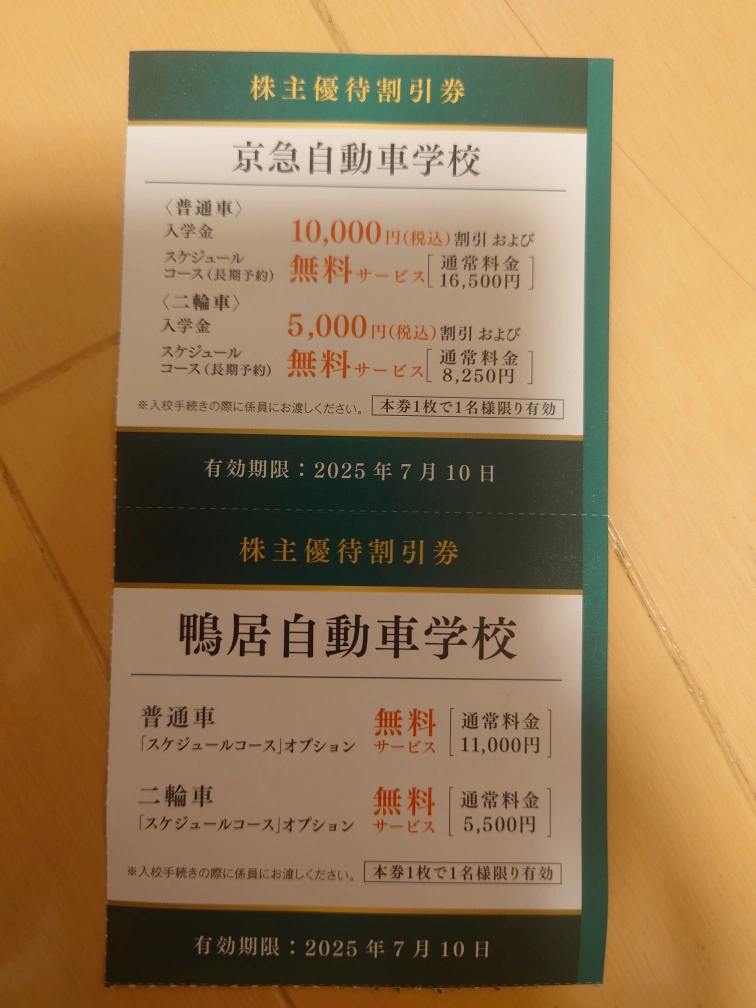 株主優待割引券
京急自動車学校
〈普通車〉
入学金 10,000円(税込)割引 および
スケジュール
コース(長期予約) 無料サービス[通常料金 16,500円]
〈二輪車〉
入学金 5,000円(税込)割引 および
スケジュール
コース(長期予約) 無料サービス[通常料金 8,250円]
※入校手続きの際に係員にお渡しください。 本券1枚で1名様限り有効
有効期限：2025年7月10日
株主優待割引券
鴨居自動車学校
普通車
「スケジュールコース」オプション 無料サービス[通常料金 11,000円]
二輪車
「スケジュールコース」オプション 無料サービス[通常料金 5,500円]
※入校手続きの際に係員にお渡しください。 本券1枚で1名様限り有効
有効期限：2025年7月10日